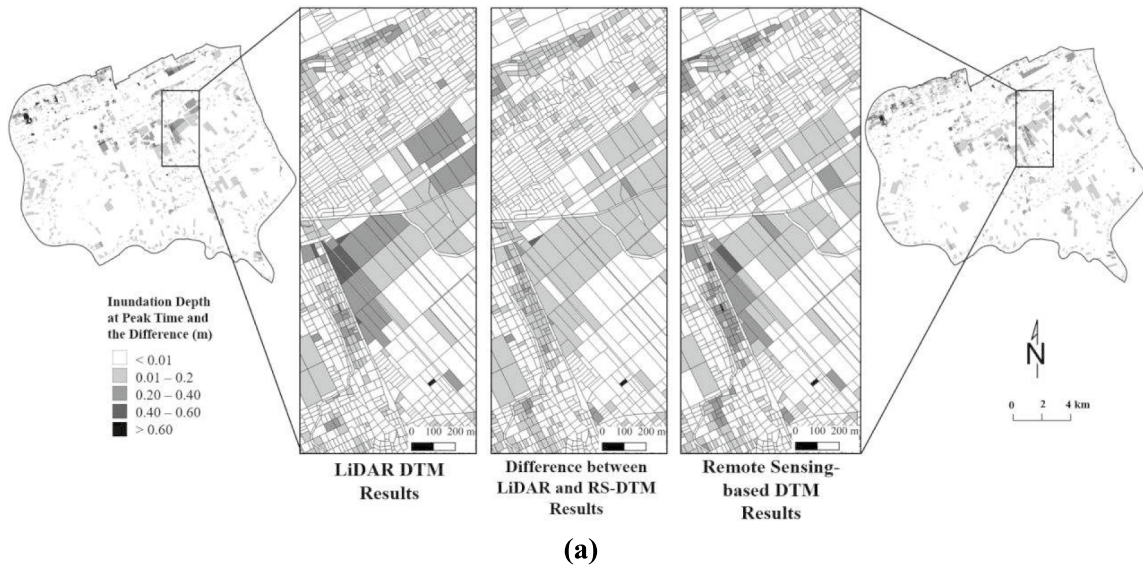 Inundation Depth
at Peak Time and
the Difference (m)
< 0.01
0.01 – 0.2
0.20 – 0.40
0.40 – 0.60
> 0.60
0 100 200 m
0 100 200 m
0 100 200 m
LiDAR DTM
Results
Difference between
LiDAR and RS-DTM
Results
Remote Sensing-
based DTM
Results
N
0 2 4 km
(a)